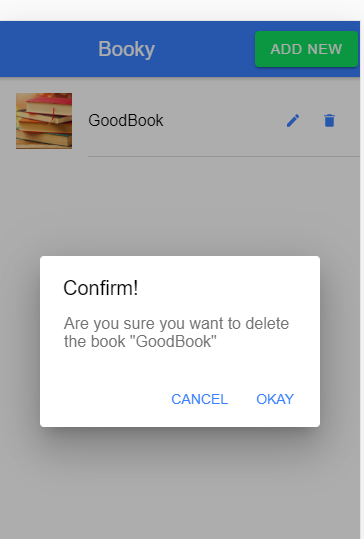 Booky
ADD NEW
GoodBook
Confirm!
Are you sure you want to delete
the book "GoodBook"
CANCEL
OKAY